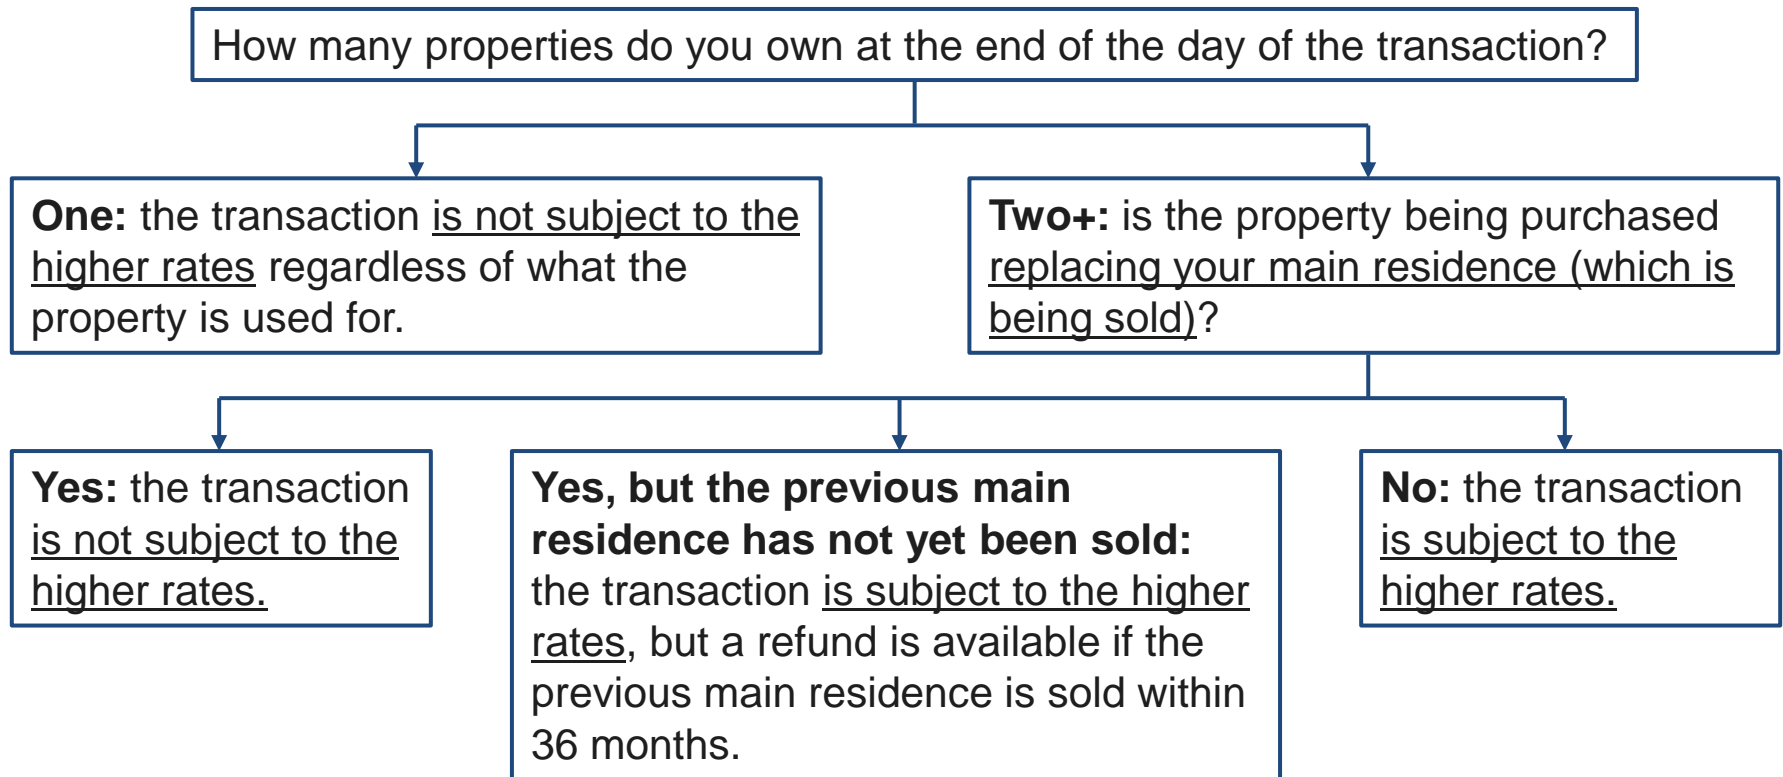 How many properties do you own at the end of the day of the transaction?
One: the transaction is not subject to the
higher rates regardless of what the
property is used for.
Two+: is the property being purchased
replacing your main residence (which is
being sold)?
Yes: the transaction
is not subject to the
higher rates.
Yes, but the previous main
residence has not yet been sold:
the transaction is subject to the higher
rates, but a refund is available if the
previous main residence is sold within
36 months.
No: the transaction
is subject to the
higher rates.